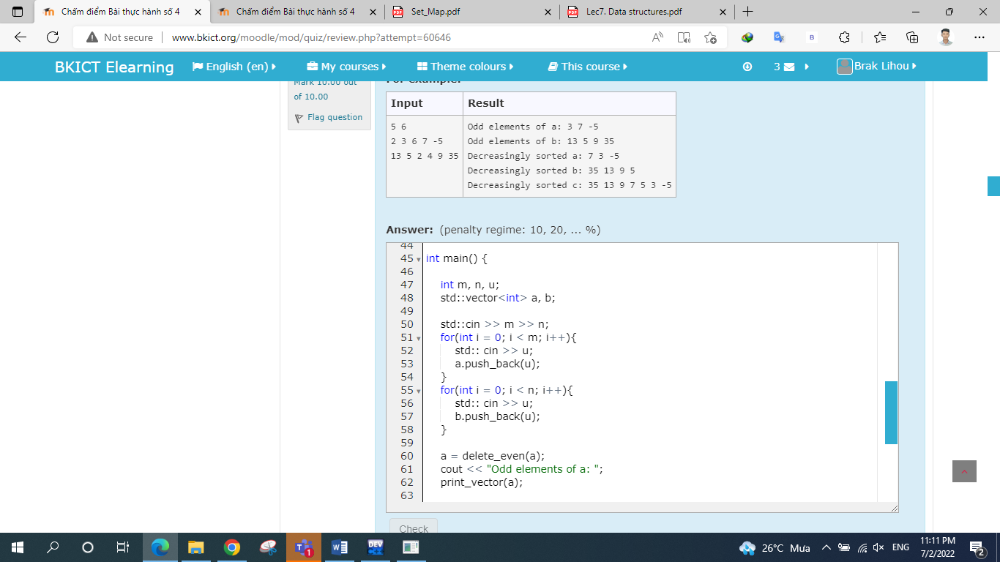 Chấm điểm Bài thực hành số 4
Chấm điểm Bài thực hành số 4
Set_Map.pdf
Lec7. Data structures.pdf
Not secure | www.bkict.org/moodle/mod/quiz/review.php?attempt=60646
BKICT Elearning
English (en)
My courses
Theme colours
This course
3
Brak Lihou
Mark 10.00 out
of 10.00
Flag question
For example:
Input Result
5 6
2 3 6 7 -5
13 5 2 4 9 35
Odd elements of a: 3 7 -5
Odd elements of b: 13 5 9 35
Decreasingly sorted a: 7 3 -5
Decreasingly sorted b: 35 13 9 5
Decreasingly sorted c: 35 13 9 7 5 3 -5
Answer: (penalty regime: 10, 20, ... %)
44
45 int main() {
46
47 int m, n, u;
48 std::vector<int> a, b;
49
50 std::cin >> m >> n;
51 for(int i = 0; i < m; i++){
52 std:: cin >> u;
53 a.push_back(u);
54 }
55 for(int i = 0; i < n; i++){
56 std:: cin >> u;
57 b.push_back(u);
58 }
59
60 a = delete_even(a);
61 cout << "Odd elements of a: ";
62 print_vector(a);
63
Check
26°C Mưa
ENG
11:11 PM
7/2/2022
2